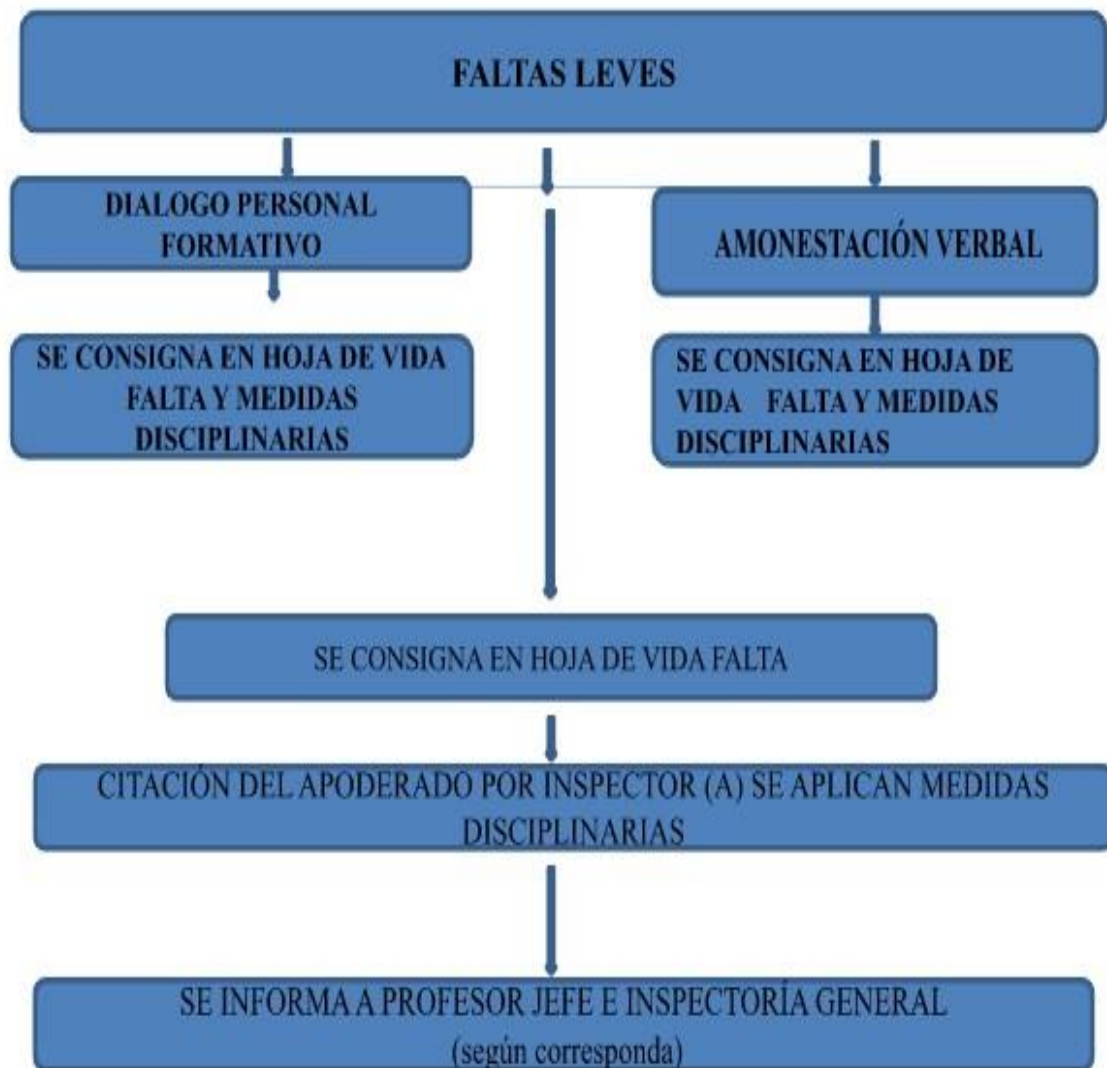 FALTAS LEVES
DIALOGO PERSONAL
FORMATIVO
AMONESTACIÓN VERBAL
SE CONSIGNA EN HOJA DE VIDA
FALTA Y MEDIDAS
DISCIPLINARIAS
SE CONSIGNA EN HOJA DE
VIDA FALTA Y MEDIDAS
DISCIPLINARIAS
SE CONSIGNA EN HOJA DE VIDA FALTA
CITACIÓN DEL APODERADO POR INSPECTOR (A) SE APLICAN MEDIDAS
DISCIPLINARIAS
SE INFORMA A PROFESOR JEFE E INSPECTORÍA GENERAL
(según corresponda)